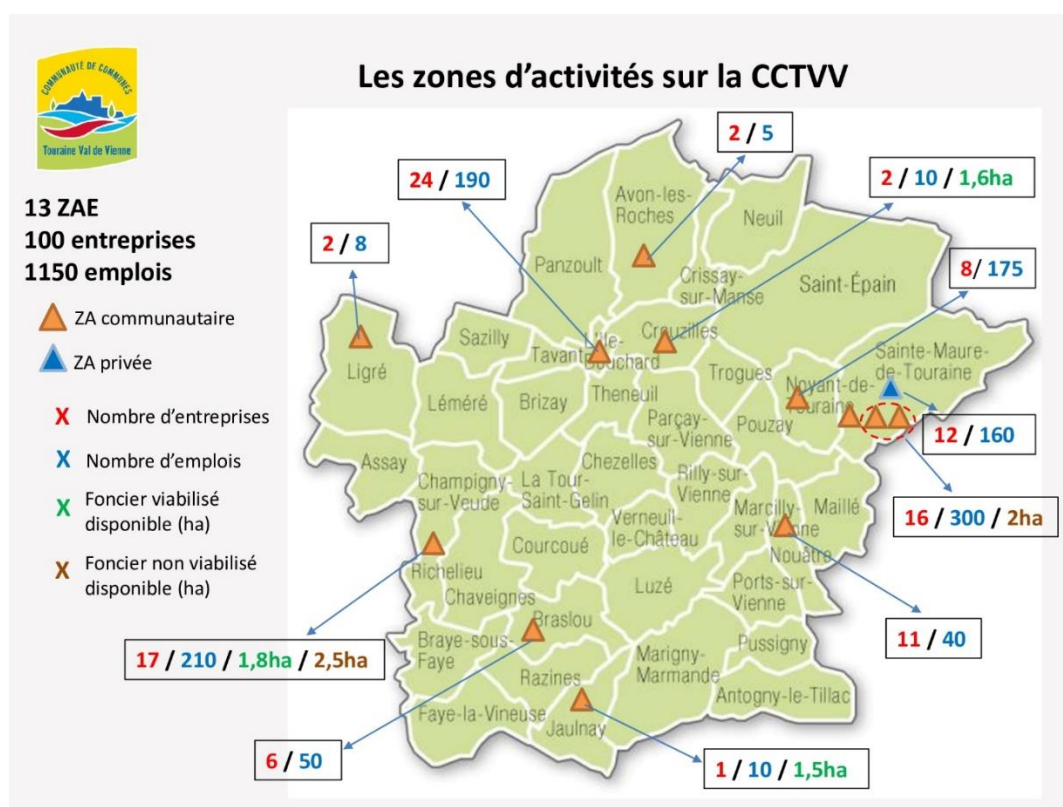 COMMUNAUTÉ DE COMMUNES
Touraine Val de Vienne
Les zones d'activités sur la CCTVV
13 ZAE
100 entreprises
1150 emplois
ZA communautaire
ZA privée
X Nombre d'entreprises
X Nombre d'emplois
X Foncier viabilisé
disponible (ha)
X Foncier non viabilisé
disponible (ha)
2 / 5
24 / 190
2 / 10 / 1,6ha
2 / 8
8/ 175
12 / 160
16 / 300 / 2ha
11 / 40
17 / 210 / 1,8ha / 2,5ha
6 / 50
1 / 10 / 1,5ha
Avon-les-
Roches
Neuil
Panzoult
Crissay-
sur-Manse
Saint-Épain
Sazilly
Tavant
L'Île-
Bouchard
Crouzilles
Sainte-Maure-
de-Touraine
Ligré
Léméré
Brizay
Theneuil
Trogues
Noyant-de-
Touraine
Parçay-
sur-Vienne
Pouzay
Assay
Champigny-
sur-Veude
La Tour-
Saint-Gelin
Chezelles
Rilly-sur-
Vienne
Marcilly-
sur-Vienne
Maillé
Verneuil-
le-Château
Courcoué
Nouâtre
Richelieu
Chaveignes
Luzé
Ports-sur-
Vienne
Braslou
Braye-sous-
Faye
Marigny-
Marmande
Pussigny
Razines
Antogny-le-Tillac
Faye-la-Vineuse
Jaulnay